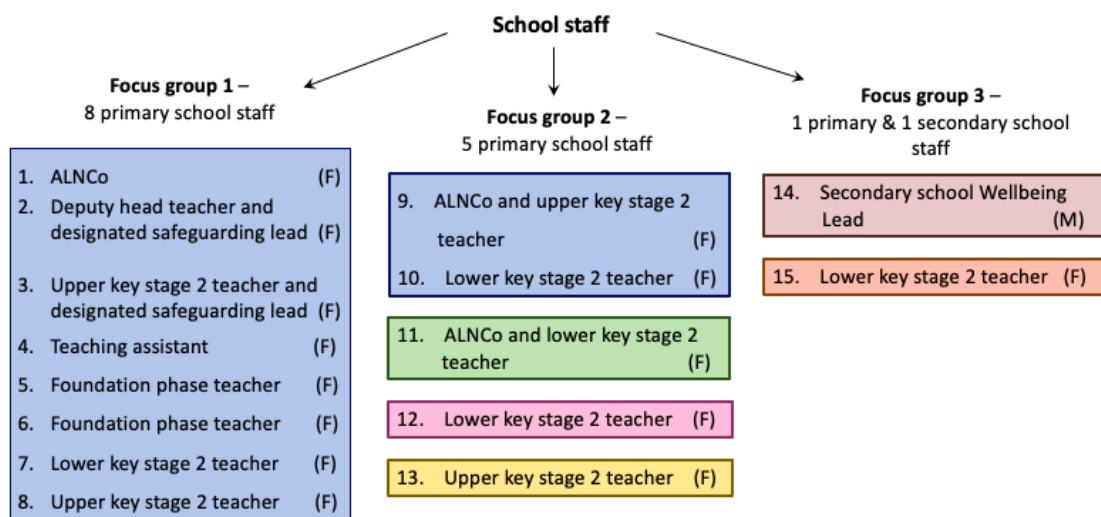 School staff
Focus group 1 –
8 primary school staff
1. ALNCo (F)
2. Deputy head teacher and
designated safeguarding lead (F)
3. Upper key stage 2 teacher and
designated safeguarding lead (F)
4. Teaching assistant (F)
5. Foundation phase teacher (F)
6. Foundation phase teacher (F)
7. Lower key stage 2 teacher (F)
8. Upper key stage 2 teacher (F)
Focus group 2 –
5 primary school staff
9. ALNCo and upper key stage 2
teacher (F)
10. Lower key stage 2 teacher (F)
11. ALNCo and lower key stage 2
teacher (F)
12. Lower key stage 2 teacher (F)
13. Upper key stage 2 teacher (F)
Focus group 3 –
1 primary & 1 secondary school
staff
14. Secondary school Wellbeing
Lead (M)
15. Lower key stage 2 teacher (F)